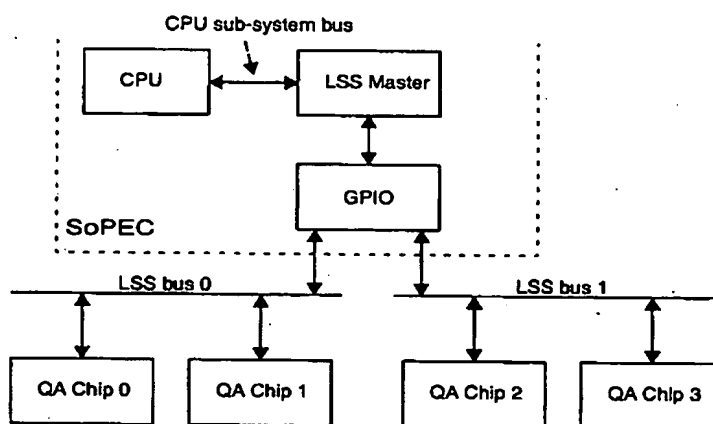 CPU sub-system bus
CPU
LSS Master
GPIO
SoPEC
LSS bus 0
LSS bus 1
QA Chip 0
QA Chip 1
QA Chip 2
QA Chip 3